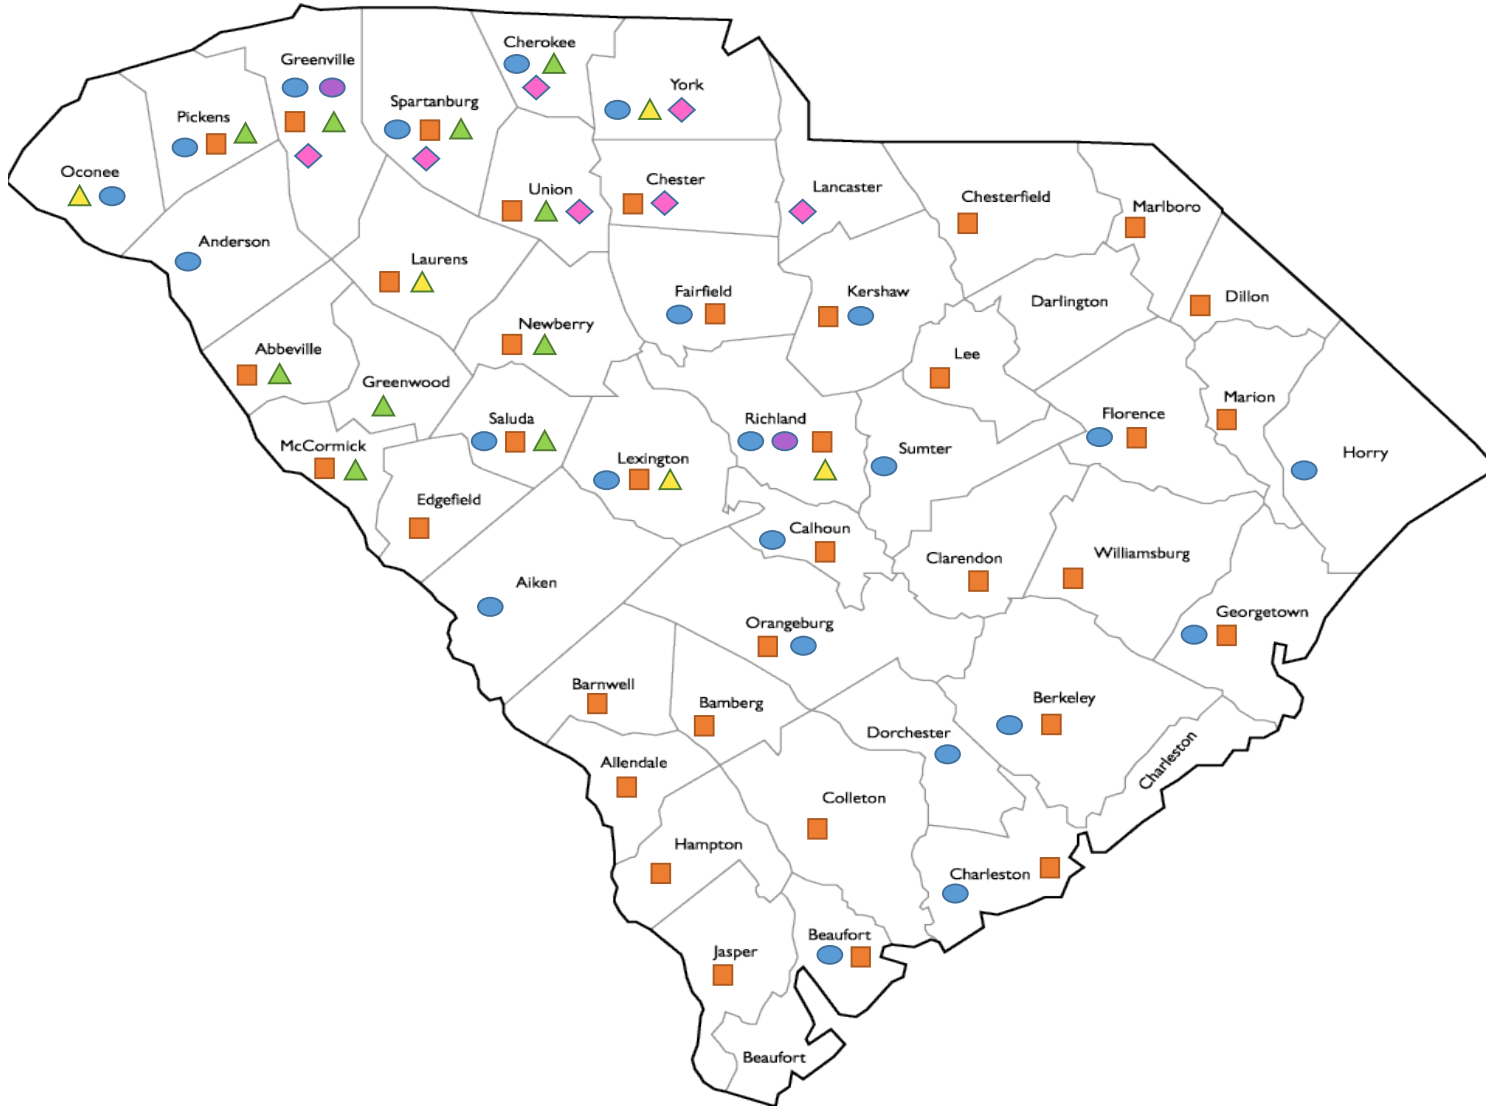 Cherokee
Greenville
York
Spartanburg
Pickens
Oconee
Union
Chester
Lancaster
Chesterfield
Marlboro
Anderson
Laurens
Fairfield
Kershaw
Darlington
Dillon
Newberry
Abbeville
Lee
Greenwood
Marion
Saluda
Richland
Florence
McCormick
Lexington
Sumter
Horry
Edgefield
Calhoun
Clarendon
Williamsburg
Aiken
Georgetown
Orangeburg
Barnwell
Bamberg
Berkeley
Dorchester
Charleston
Allendale
Colleton
Hampton
Charleston
Beaufort
Jasper
Beaufort